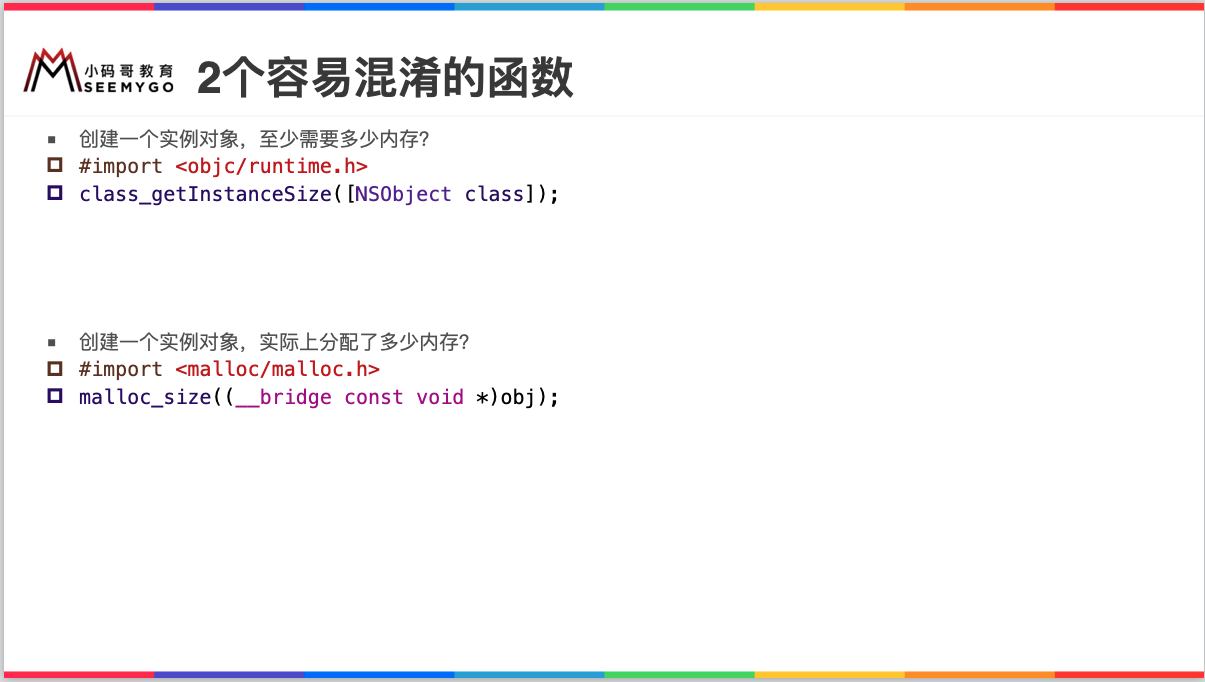 小码哥教育
SEEMYGO
2个容易混淆的函数
创建一个实例对象，至少需要多少内存？
#import <objc/runtime.h>
class_getInstanceSize([NSObject class]);
创建一个实例对象，实际上分配了多少内存？
#import <malloc/malloc.h>
malloc_size((__bridge const void *)obj);